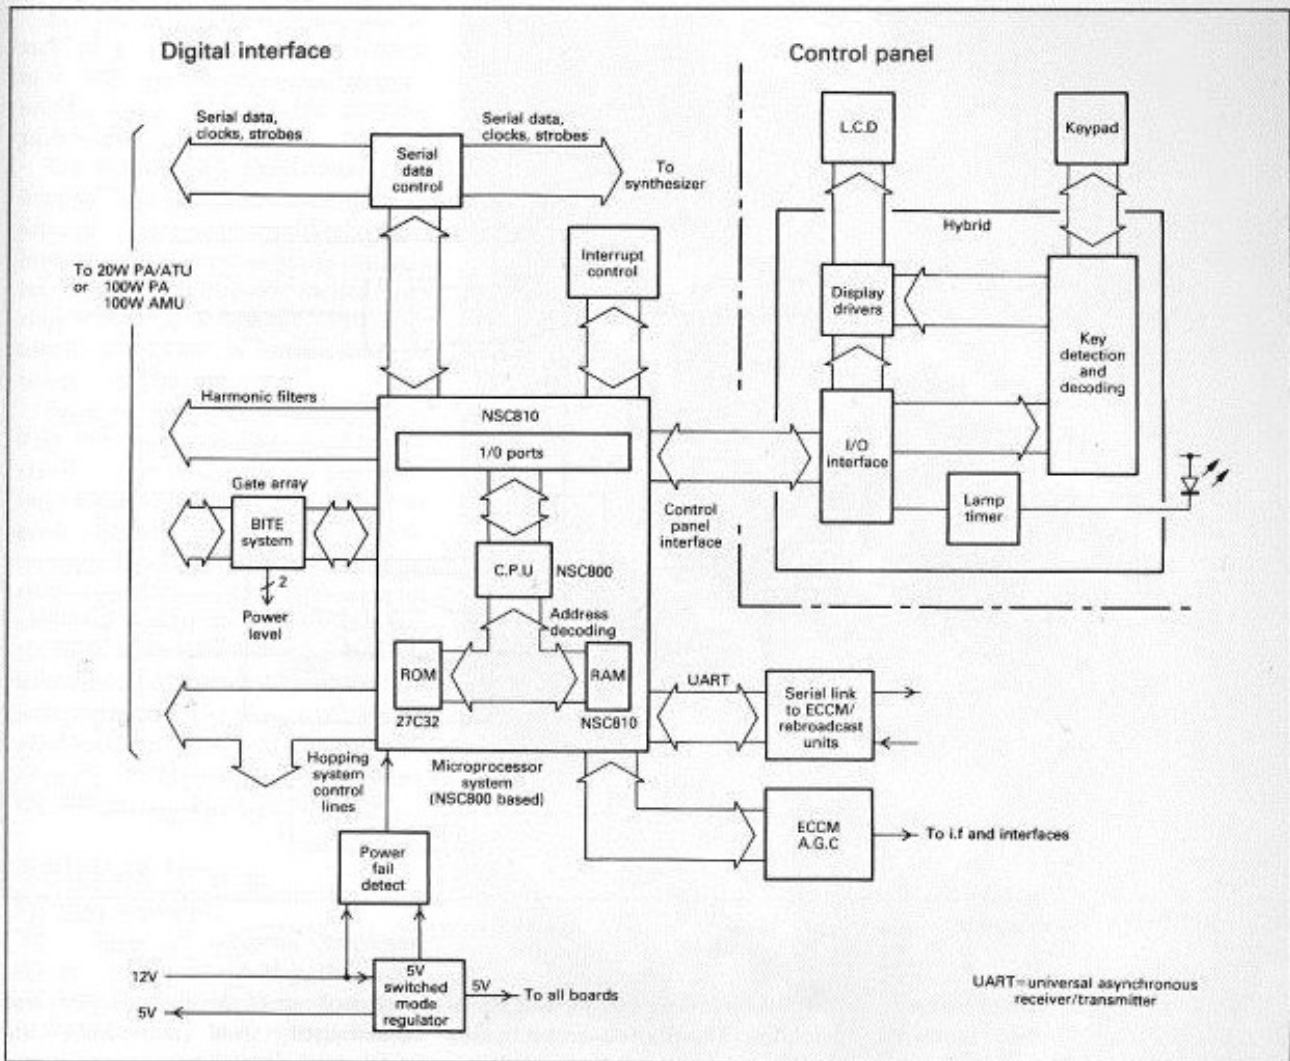 Digital interface
Control panel
Serial data,
clocks, strobes
Serial
data
control
Serial data,
clocks, strobes
To
synthesizer
L.C.D
Keypad
Hybrid
Interrupt
control
To 20W PA/ATU
or 100W PA
100W AMU
Display
drivers
Key
detection
and
decoding
Harmonic filters
NSC810
1/0 ports
I/O
interface
Lamp
timer
Gate array
BITE
system
2
Power
level
Control
panel
interface
C.P.U
NSC800
Address
decoding
ROM
27C32
RAM
NSC810
UART
Serial link
to ECCM/
rebroadcast
units
Hopping
system
control
lines
Microprocessor
system
(NSC800 based)
ECCM
A.G.C
To i.f and interfaces
Power
fail
detect
12V
5V
5V
switched
mode
regulator
5V
To all boards
UART=universal asynchronous
receiver/transmitter